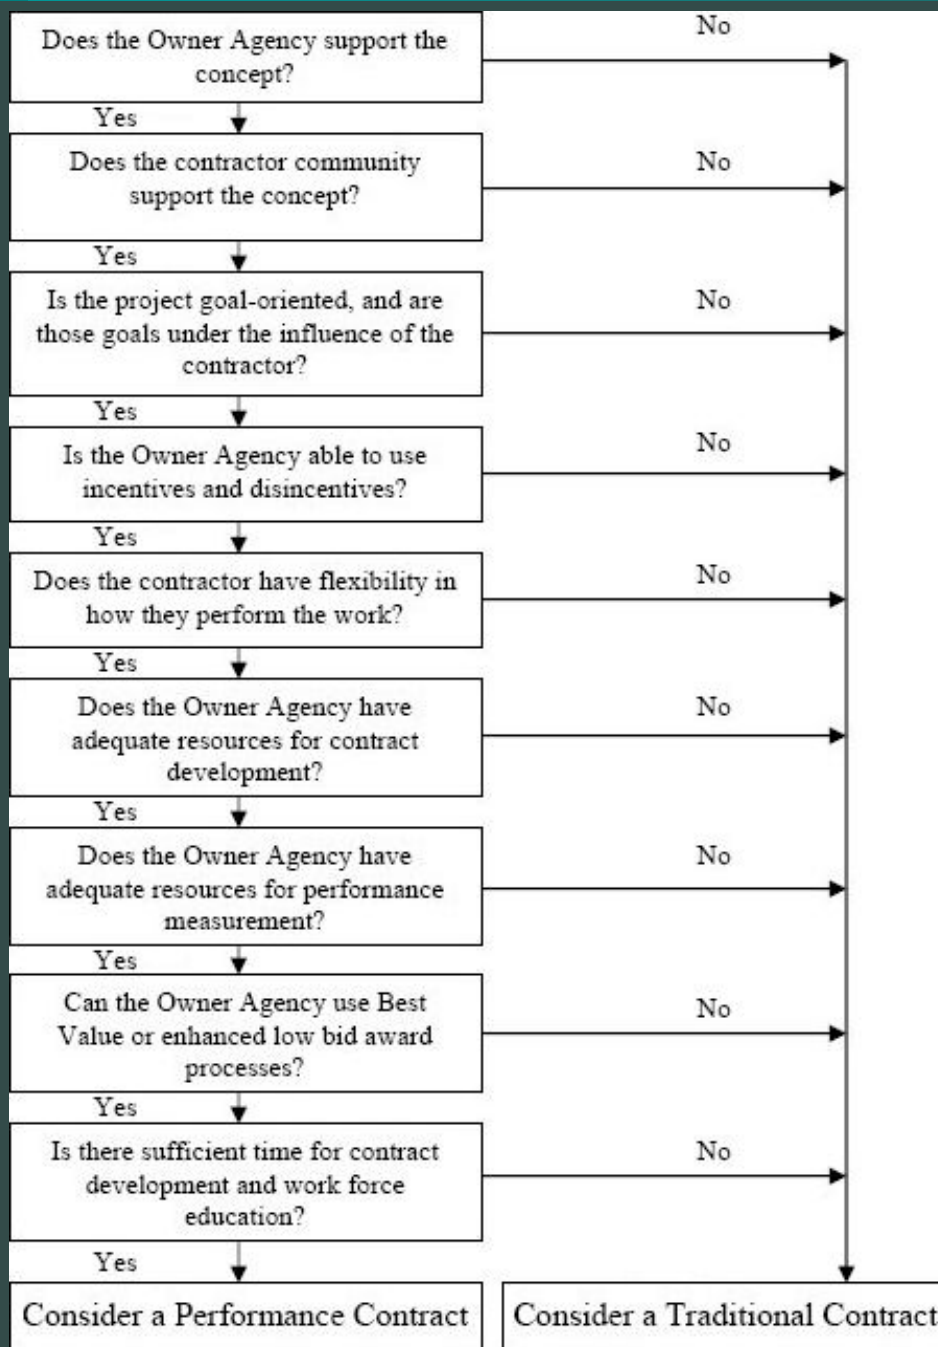 Does the Owner Agency support the
concept?
No
Yes
Does the contractor community
support the concept?
No
Yes
Is the project goal-oriented, and are
those goals under the influence of the
contractor?
No
Yes
Is the Owner Agency able to use
incentives and disincentives?
No
Yes
Does the contractor have flexibility in
how they perform the work?
No
Yes
Does the Owner Agency have
adequate resources for contract
development?
No
Yes
Does the Owner Agency have
adequate resources for performance
measurement?
No
Yes
Can the Owner Agency use Best
Value or enhanced low bid award
processes?
No
Yes
Is there sufficient time for contract
development and work force
education?
No
Yes
Consider a Performance Contract
Consider a Traditional Contract